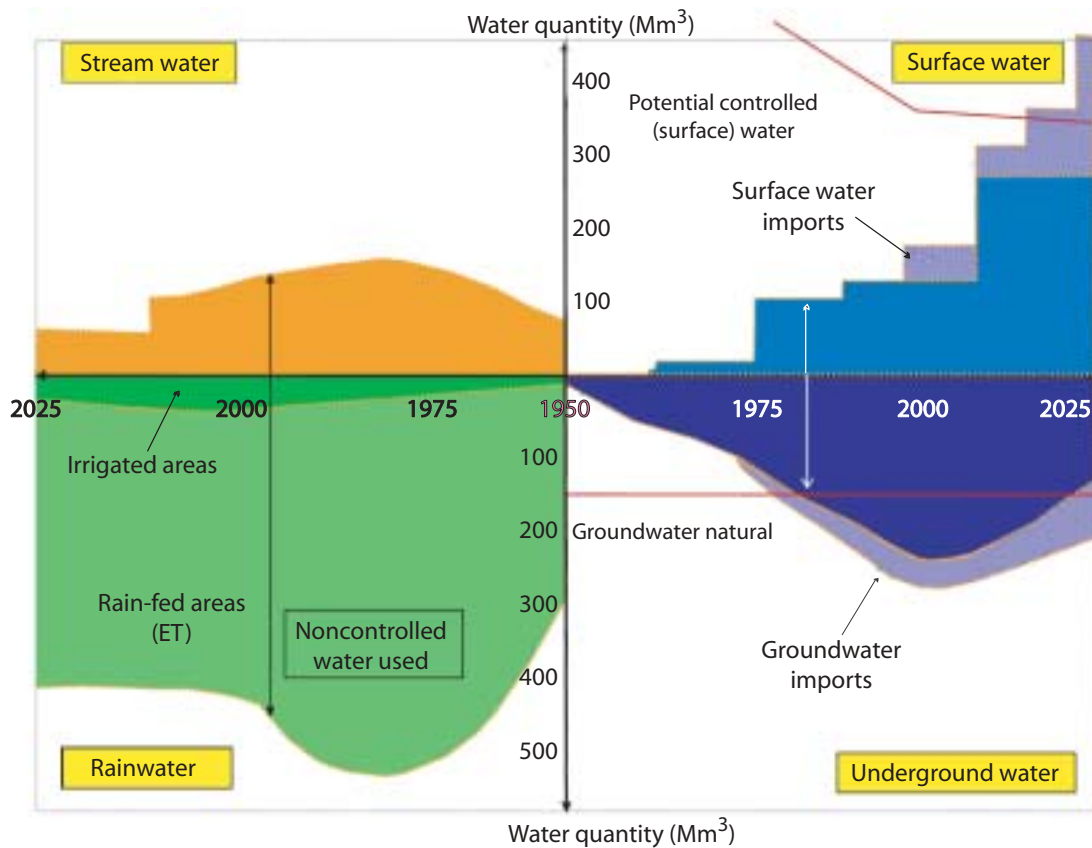 Water quantity (Mm³)
Stream water
Surface water
400
300
200
100
Potential controlled
(surface) water
Surface water
imports
2025
2000
1975
1950
1975
2000
2025
Irrigated areas
100
200
300
400
500
Groundwater natural
Rain-fed areas
(ET)
Noncontrolled
water used
Groundwater
imports
Rainwater
Underground water
Water quantity (Mm³)